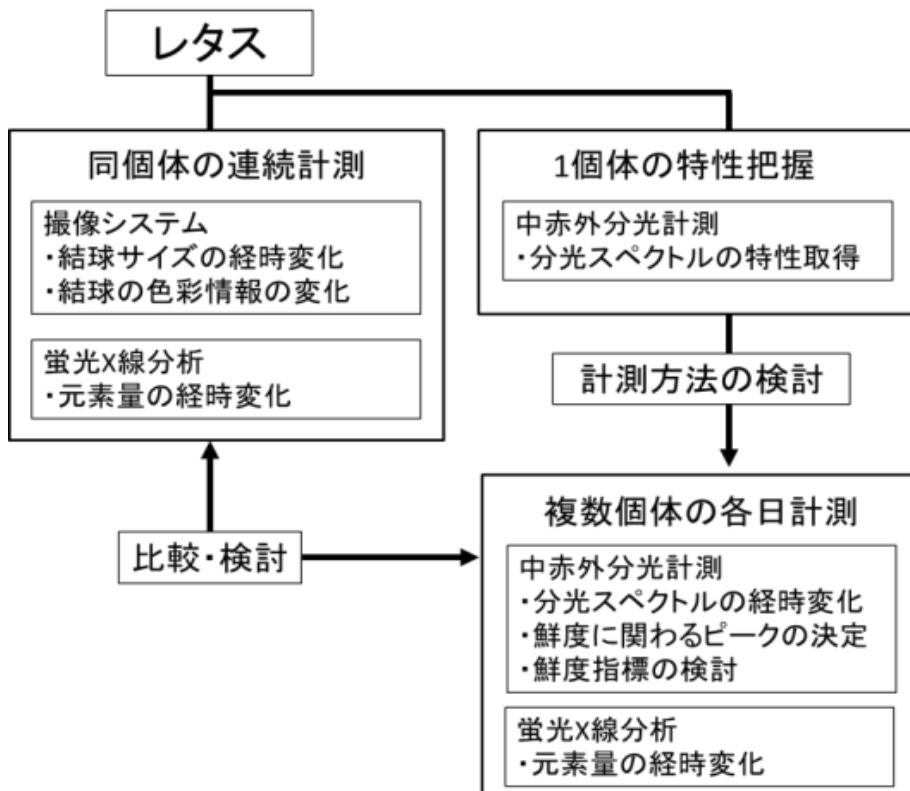 レタス
同個体の連続計測
撮像システム
・結球サイズの経時変化
・結球の色彩情報の変化
蛍光X線分析
・元素量の経時変化
1個体の特性把握
中赤外分光計測
・分光スペクトルの特性取得
計測方法の検討
比較・検討
複数個体の各日計測
中赤外分光計測
・分光スペクトルの経時変化
・鮮度に関わるピークの決定
・鮮度指標の検討
蛍光X線分析
・元素量の経時変化